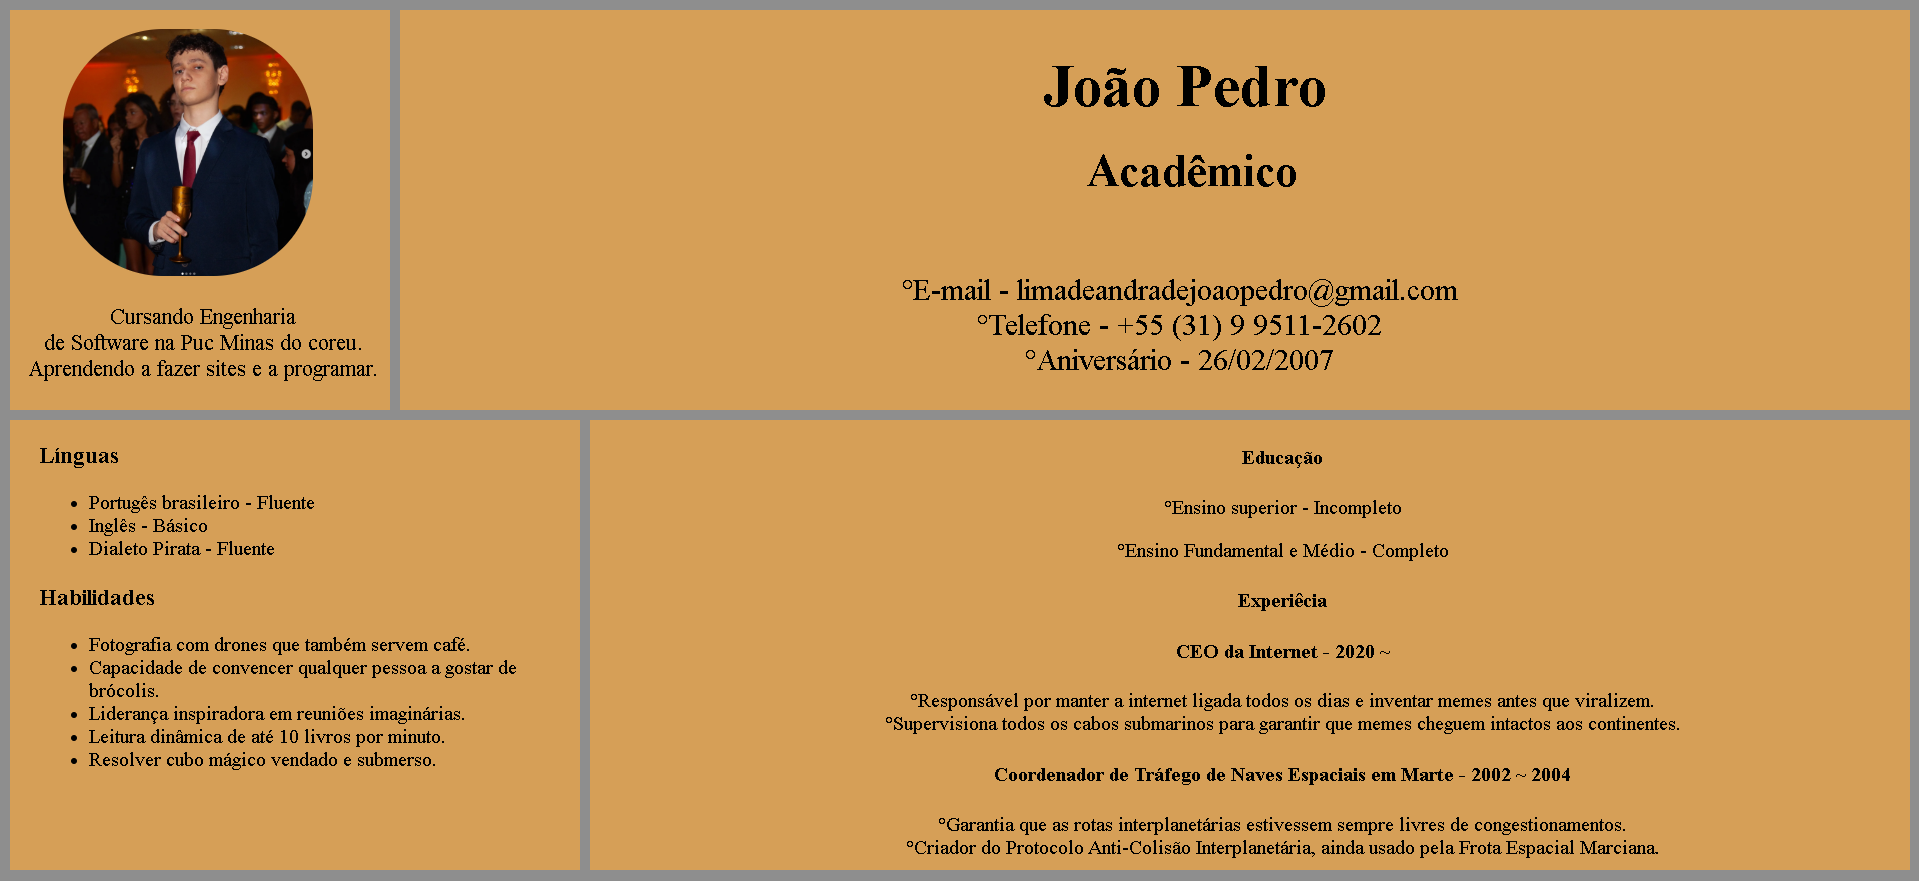 Cursando Engenharia
de Software na Puc Minas do coreu.
Aprendendo a fazer sites e a programar.
João Pedro
Acadêmico
°E-mail - limadeandradejoaopedro@gmail.com
°Telefone - +55 (31) 9 9511-2602
°Aniversário - 26/02/2007
Línguas
• Portugês brasileiro - Fluente
• Inglês - Básico
• Dialeto Pirata - Fluente
Habilidades
• Fotografia com drones que também servem café.
• Capacidade de convencer qualquer pessoa a gostar de
brócolis.
• Liderança inspiradora em reuniões imaginárias.
• Leitura dinâmica de até 10 livros por minuto.
• Resolver cubo mágico vendado e submerso.
Educação
°Ensino superior - Incompleto
°Ensino Fundamental e Médio - Completo
Experiêcia
CEO da Internet - 2020 ~
°Responsável por manter a internet ligada todos os dias e inventar memes antes que viralizem.
°Supervisiona todos os cabos submarinos para garantir que memes cheguem intactos aos continentes.
Coordenador de Tráfego de Naves Espaciais em Marte - 2002 ~ 2004
°Garantia que as rotas interplanetárias estivessem sempre livres de congestionamentos.
°Criador do Protocolo Anti-Colisão Interplanetária, ainda usado pela Frota Espacial Marciana.